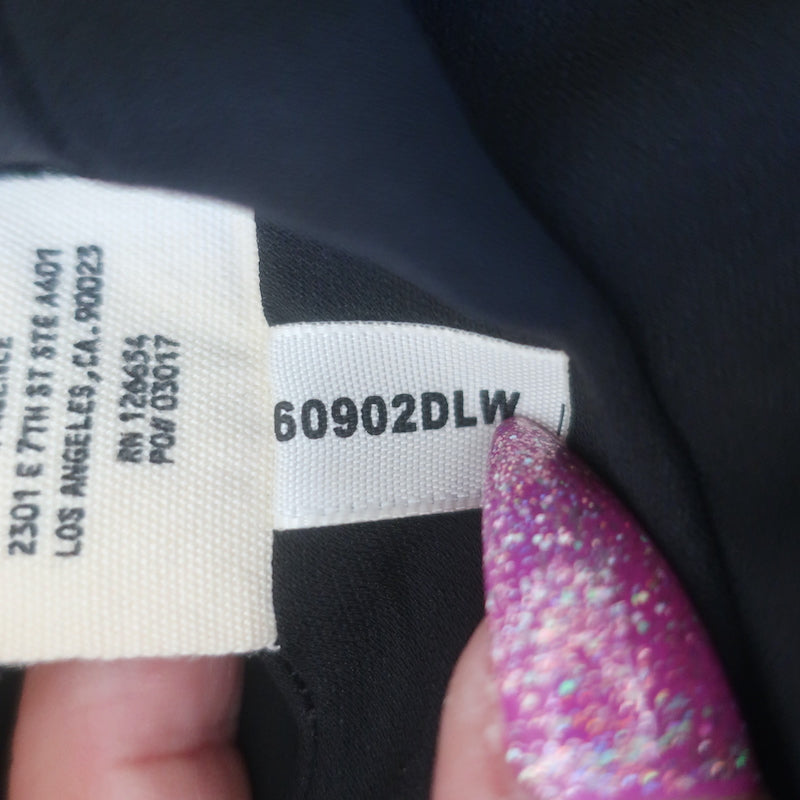 2301 E 7TH ST STE A401
LOS ANGELES, CA. 90023
RN 126654
PO# 03017
60902DLW